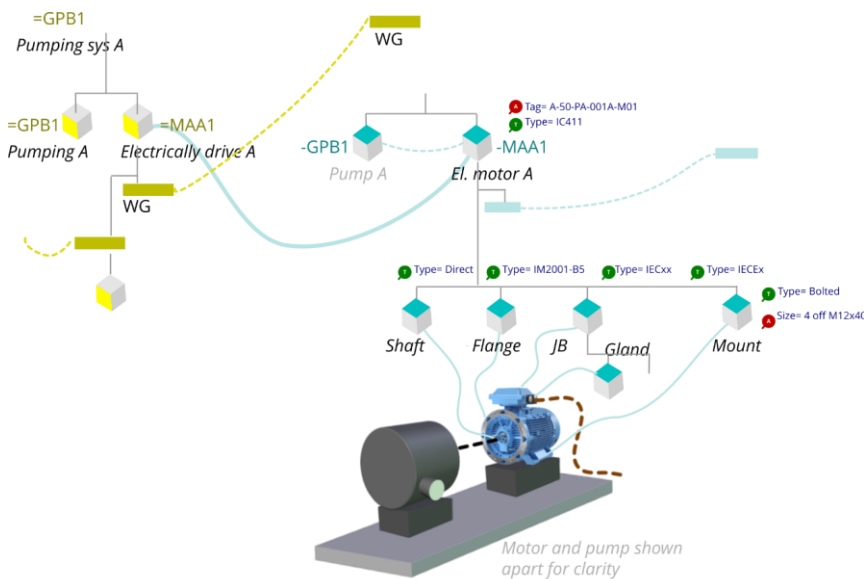 =GPB1
Pumping sys A
WG
=GPB1
=MAA1
Pumping A
Electrically drive A
WG
Tag= A-50-PA-001A-M01
Type= IC411
-GPB1
-MAA1
Pump A
El. motor A
Type= Direct
Type= IM2001-B5
Type= IECxx
Type= IECEx
Type= Bolted
Size= 4 off M12x40
Shaft
Flange
JB
Gland
Mount
Motor and pump shown
apart for clarity